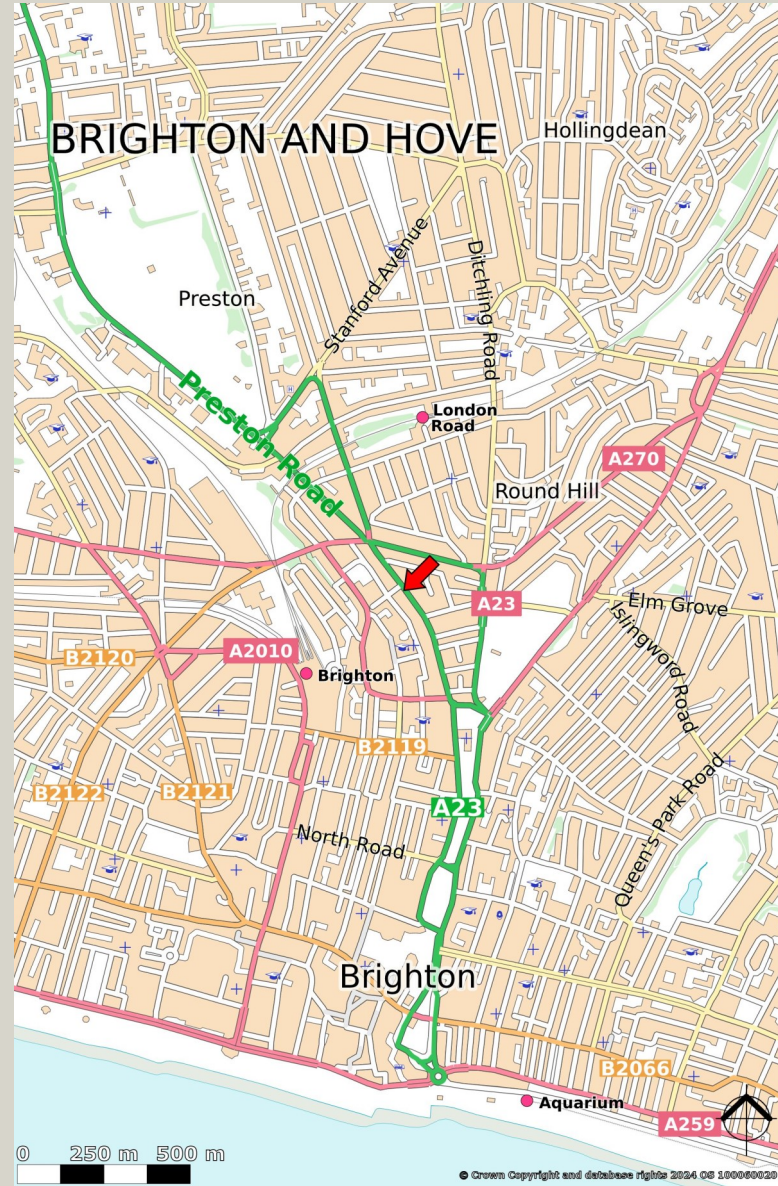 BRIGHTON AND HOVE
Hollingdean
Preston
Stanford Avenue
Ditchling Road
Preston Road
London
Road
A270
Round Hill
A23
Elm Grove
Islingword Road
A2010
B2120
Brighton
B2119
B2122
B2121
A23
Queen's Park Road
North Road
Brighton
B2066
Aquarium
A259
0 250 m 500 m
© Crown Copyright and database rights 2024 OS 100060020